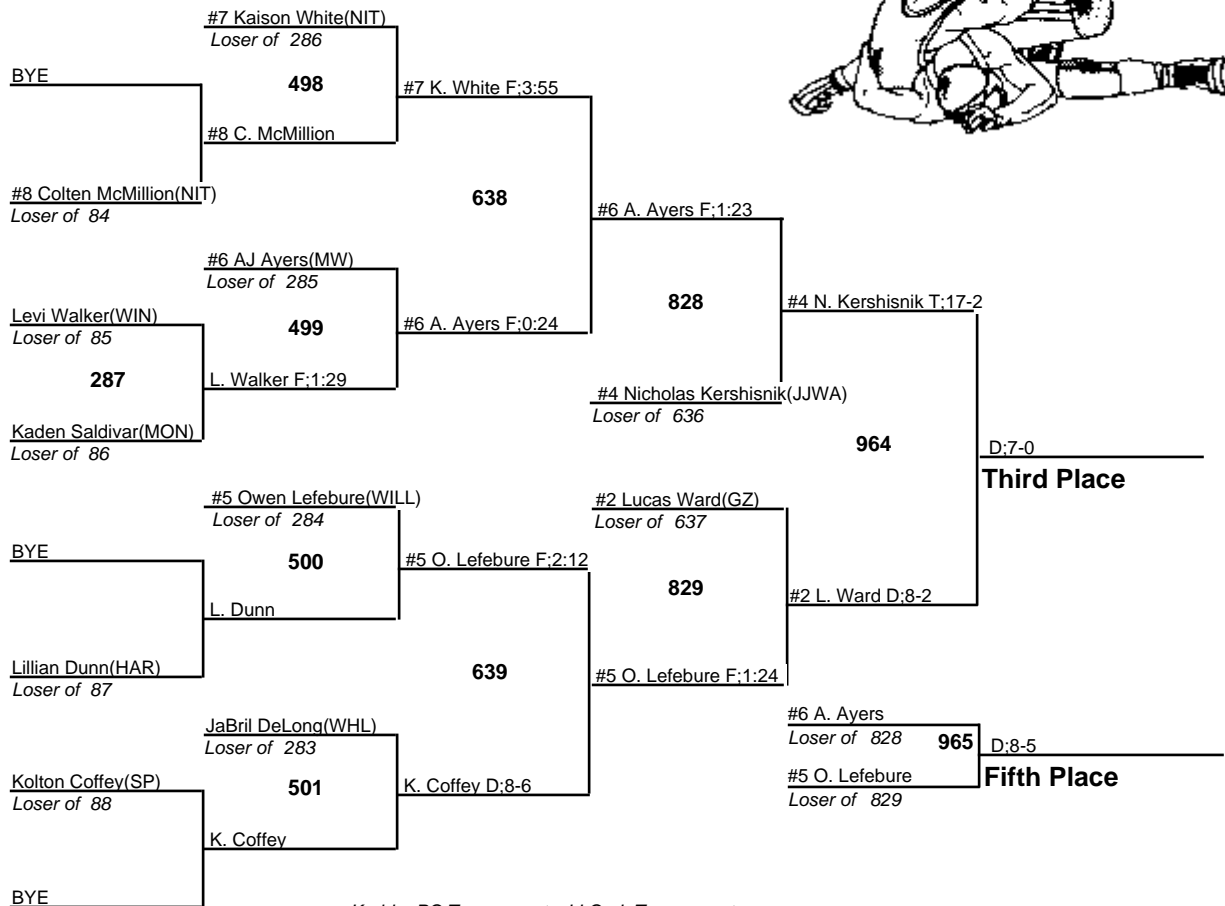 #7 Kaison White(NIT)
Loser of 286
BYE
498
#7 K. White F;3:55
#8 C. McMillion
#8 Colten McMillion(NIT)
Loser of 84
638
#6 A. Ayers F;1:23
#6 AJ Ayers(MW)
Loser of 285
Levi Walker(WIN)
Loser of 85
499
#6 A. Ayers F;0:24
287
L. Walker F;1:29
Kaden Saldivar(MON)
Loser of 86
828
#4 N. Kershisnik T;17-2
#4 Nicholas Kershisnik(JJWA)
Loser of 636
964
D;7-0
Third Place
#5 Owen Lefebure(WILL)
Loser of 284
#2 Lucas Ward(GZ)
Loser of 637
BYE
500
#5 O. Lefebure F;2:12
829
L. Dunn
#2 L. Ward D;8-2
Lillian Dunn(HAR)
Loser of 87
639
#5 O. Lefebure F;1:24
JaBril DeLong(WHL)
Loser of 283
#6 A. Ayers
Loser of 828
965
D;8-5
Fifth Place
#5 O. Lefebure
Loser of 829
Kolton Coffey(SP)
Loser of 88
501
K. Coffey D;8-6
K. Coffey
BYE